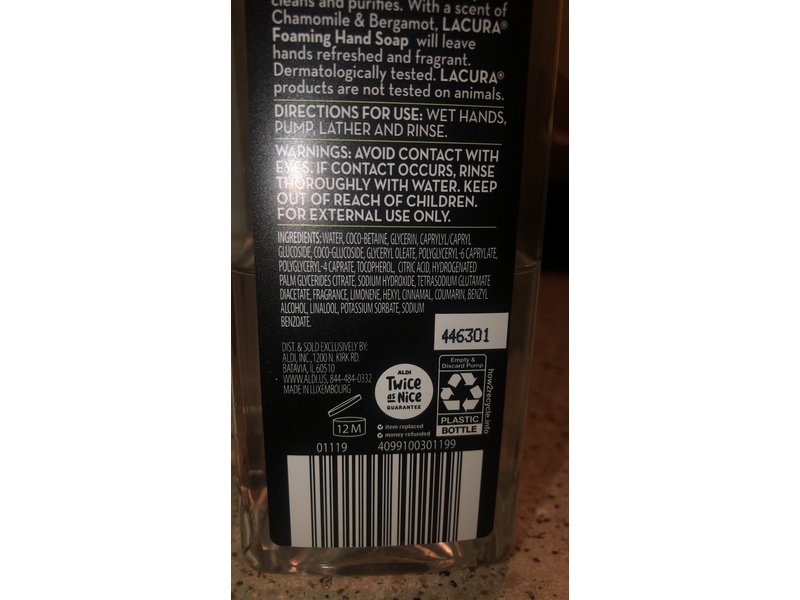 cleans and purifies. With a scent of
Chamomile & Bergamot, LACURA®
Foaming Hand Soap will leave
hands refreshed and fragrant.
Dermatologically tested. LACURA®
products are not tested on animals.
DIRECTIONS FOR USE: WET HANDS,
PUMP, LATHER AND RINSE.
WARNINGS: AVOID CONTACT WITH
EYES. IF CONTACT OCCURS, RINSE
THOROUGHLY WITH WATER. KEEP
OUT OF REACH OF CHILDREN.
FOR EXTERNAL USE ONLY.
INGREDIENTS: WATER, COCO-BETAINE, GLYCERIN, CAPRYLYL/CAPRYL
GLUCOSIDE, COCO-GLUCOSIDE, GLYCERYL OLEATE, POLYGLYCERYL-6 CAPRYLATE,
POLYGLYCERYL-4 CAPRATE, TOCOPHEROL, CITRIC ACID, HYDROGENATED
PALM GLYCERIDES CITRATE, SODIUM HYDROXIDE, TETRASODIUM GLUTAMATE
DIACETATE, FRAGRANCE, LIMONENE, HEXYL CINNAMAL, COUMARIN, BENZYL
ALCOHOL, LINALOOL, POTASSIUM SORBATE, SODIUM
BENZOATE.
446301
DIST. & SOLD EXCLUSIVELY BY:
ALDI, INC., 1200 N. KIRK RD.
BATAVIA, IL 60510
WWW.ALDI.US, 844-484-0332
MADE IN LUXEMBOURG
12 M
ALDI
Twice
as Nice
GUARANTEE
item replaced
money refunded
Empty &
Discard Pump
PLASTIC
BOTTLE
how2recycle.info
01119 4099100301199